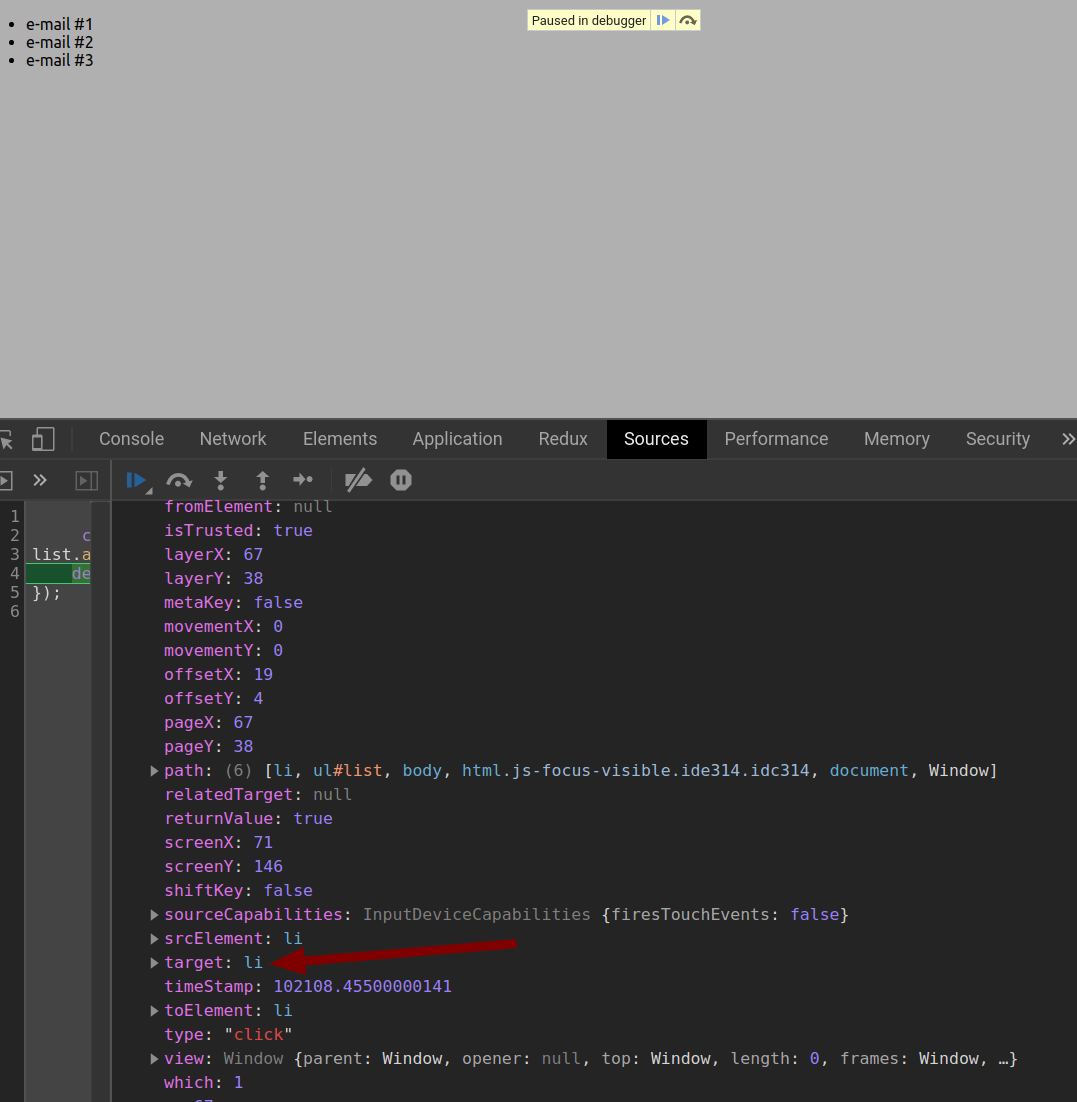 e-mail #1
e-mail #2
e-mail #3
Paused in debugger
Console Network Elements Application Redux Sources Performance Memory Security
1
2 c
3 list.a
4 de
5 });
6
fromElement: null
isTrusted: true
layerX: 67
layerY: 38
metaKey: false
movementX: 0
movementY: 0
offsetX: 19
offsetY: 4
pageX: 67
pageY: 38
path: (6) [li, ul#list, body, html.js-focus-visible.ide314.idc314, document, Window]
relatedTarget: null
returnValue: true
screenX: 71
screenY: 146
shiftKey: false
sourceCapabilities: InputDeviceCapabilities {firesTouchEvents: false}
srcElement: li
target: li
timeStamp: 102108.45500000141
toElement: li
type: "click"
view: Window {parent: Window, opener: null, top: Window, length: 0, frames: Window, …}
which: 1